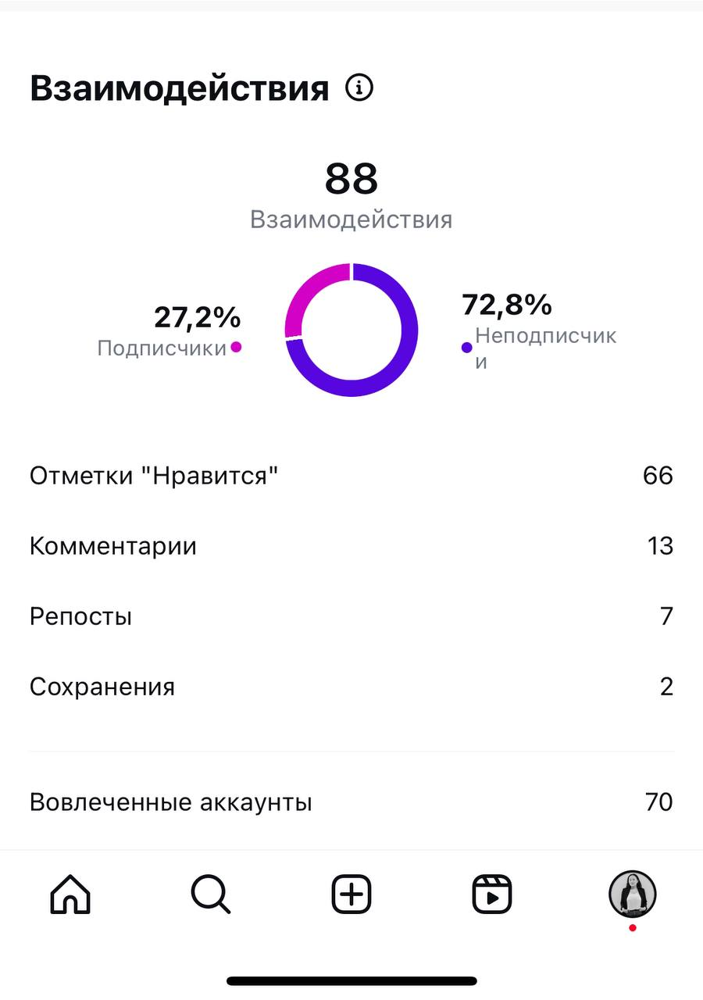 Взаимодействия
88
Взаимодействия
27,2%
Подписчики
72,8%
Неподписчик
и
Отметки "Нравится" 66
Комментарии 13
Репосты 7
Сохранения 2
Вовлеченные аккаунты 70